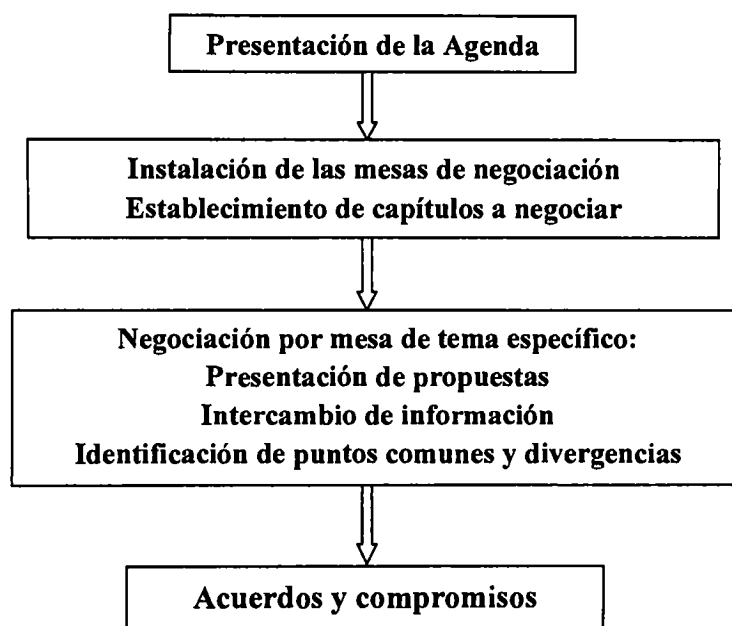 Presentación de la Agenda
Instalación de las mesas de negociación
Establecimiento de capítulos a negociar
Negociación por mesa de tema específico:
Presentación de propuestas
Intercambio de información
Identificación de puntos comunes y divergencias
Acuerdos y compromisos